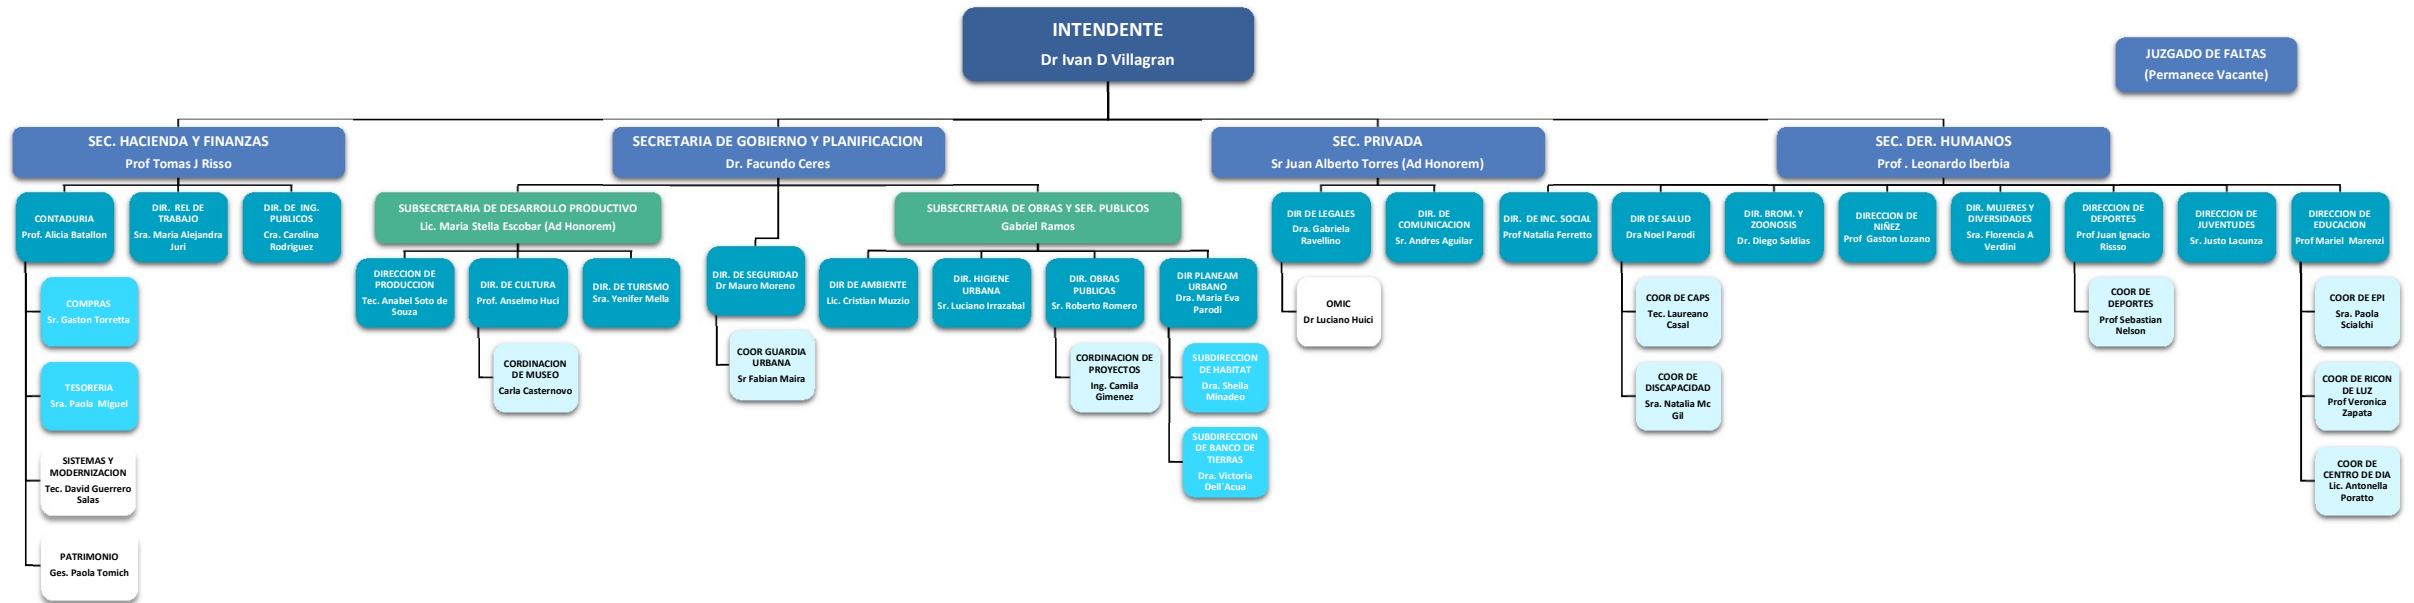 INTENDENTE
Dr Ivan D Villagran
JUZGADO DE FALTAS
(Permanece Vacante)
SEC. HACIENDA Y FINANZAS
Prof Tomas J Risso
SECRETARIA DE GOBIERNO Y PLANIFICACION
Dr. Facundo Ceres
SEC. PRIVADA
Sr Juan Alberto Torres (Ad Honorem)
SEC. DER. HUMANOS
Prof . Leonardo Iberbia
CONTADURIA
Prof. Alicia Batallon
DIR. REL DE
TRABAJO
Sra. Maria Alejandra
Juri
DIR. DE ING.
PUBLICOS
Cra. Carolina
Rodriguez
SUBSECRETARIA DE DESARROLLO PRODUCTIVO
Lic. Maria Stella Escobar (Ad Honorem)
SUBSECRETARIA DE OBRAS Y SER. PUBLICOS
Gabriel Ramos
DIR DE LEGALES
Dra. Gabriela
Ravellino
DIR. DE
COMUNICACION
Sr. Andres Aguilar
DIR. DE INC. SOCIAL
Prof Natalia Ferretto
DIR DE SALUD
Dra Noel Parodi
DIR. BROM. Y
ZOONOSIS
Dr. Diego Saldias
DIRECCION DE
NIÑEZ
Prof Gaston Lozano
DIR. MUJERES Y
DIVERSIDADES
Sra. Florencia A
Verdini
DIRECCION DE
DEPORTES
Prof Juan Ignacio
Rissso
DIRECCION DE
JUVENTUDES
Sr. Justo Lacunza
DIRECCION DE
EDUCACION
Prof Mariel Marenzi
COMPRAS
Sr. Gaston Torretta
TESORERIA
Sra. Paola Miguel
SISTEMAS Y
MODERNIZACION
Tec. David Guerrero
Salas
PATRIMONIO
Ges. Paola Tomich
DIRECCION DE
PRODUCCION
Tec. Anabel Soto de
Souza
DIR. DE CULTURA
Prof. Anselmo Huci
DIR. DE TURISMO
Sra. Yenifer Mella
CORDINACION
DE MUSEO
Carla Casternovo
DIR. DE SEGURIDAD
Dr Mauro Moreno
COOR GUARDIA
URBANA
Sr Fabian Maira
DIR DE AMBIENTE
Lic. Cristian Muzzio
DIR. HIGIENE
URBANA
Sr. Luciano Irrazabal
DIR. OBRAS
PUBLICAS
Sr. Roberto Romero
DIR PLANEAM
URBANO
Dra. Maria Eva
Parodi
CORDINACION DE
PROYECTOS
Ing. Camila
Gimenez
SUBDIRECCION
DE HABITAT
Dra. Sheila
Minadeo
SUBDIRECCION
DE BANCO DE
TIERRAS
Dra. Victoria
Dell´Acua
OMIC
Dr Luciano Huici
COOR DE CAPS
Tec. Laureano
Casal
COOR DE
DISCAPACIDAD
Sra. Natalia Mc
Gil
COOR DE
DEPORTES
Prof Sebastian
Nelson
COOR DE EPI
Sra. Paola
Scialchi
COOR DE RICON
DE LUZ
Prof Veronica
Zapata
COOR DE
CENTRO DE DIA
Lic. Antonella
Poratto